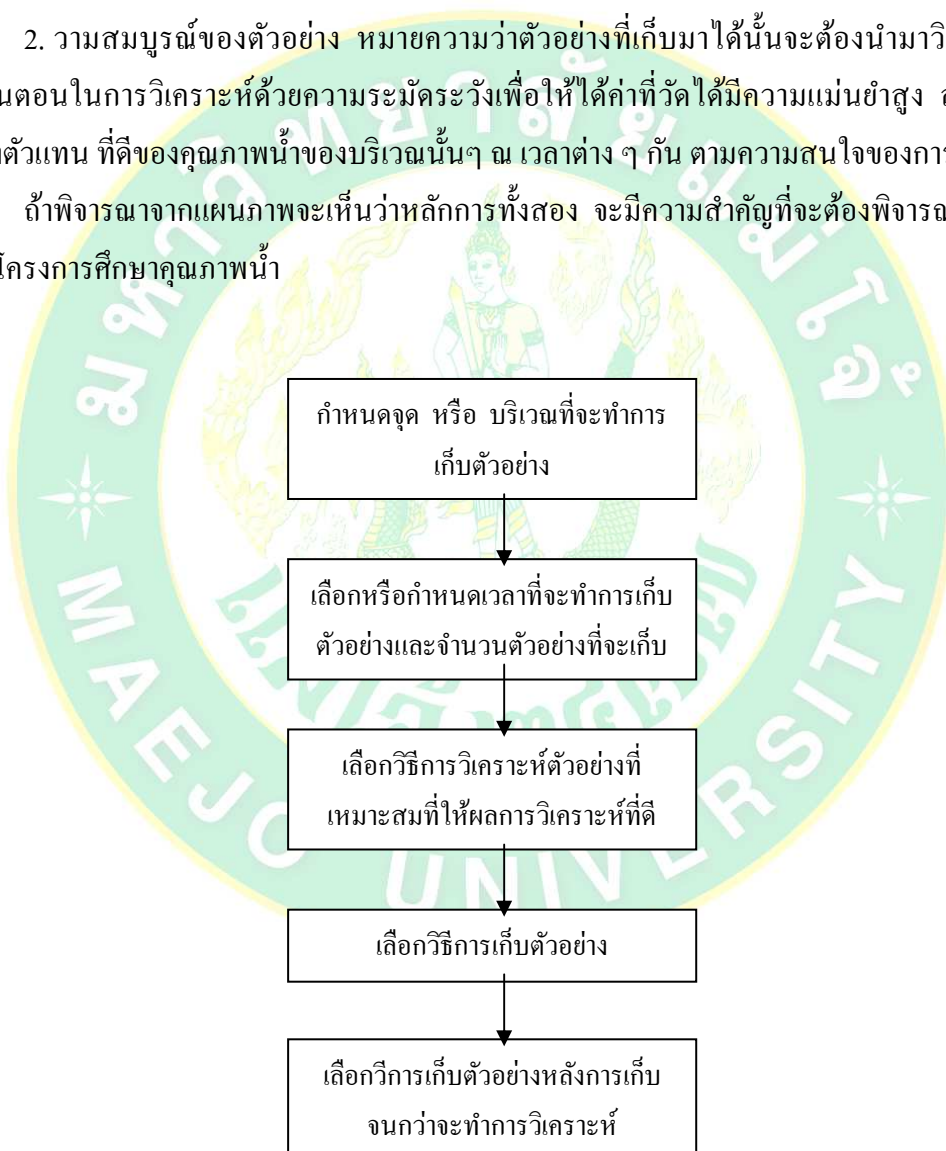 2. วามสมบูรณ์ของตัวอย่าง หมายความว่าตัวอย่างที่เก็บมาได้นั้นจะต้องนำมาวิ
นตอนในการวิเคราะห์ด้วยความระมัดระวังเพื่อให้ได้ค่าที่วัดได้มีความแม่นยำสูง
ตัวแทน ที่ดีของคุณภาพน้ำของบริเวณนั้นๆ ณ เวลาต่าง ๆ กัน ตามความสนใจของการ
ถ้าพิจารณาจากแผนภาพจะเห็นว่าหลักการทั้งสอง จะมีความสำคัญที่จะต้องพิจารณ
โครงการศึกษาคุณภาพน้ำ
มหาวิทยาลัยแม่โจ้
กำหนดจุด หรือ บริเวณที่จะทำการ
เก็บตัวอย่าง
เลือกหรือกำหนดเวลาที่จะทำการเก็บ
ตัวอย่างและจำนวนตัวอย่างที่จะเก็บ
เลือกวิธีการวิเคราะห์ตัวอย่างที่
เหมาะสมที่ให้ผลการวิเคราะห์ที่ดี
MAEJO UNIVERSITY
เลือกวิธีการเก็บตัวอย่าง
เลือกวีการเก็บตัวอย่างหลังการเก็บ
จนกว่าจะทำการวิเคราะห์